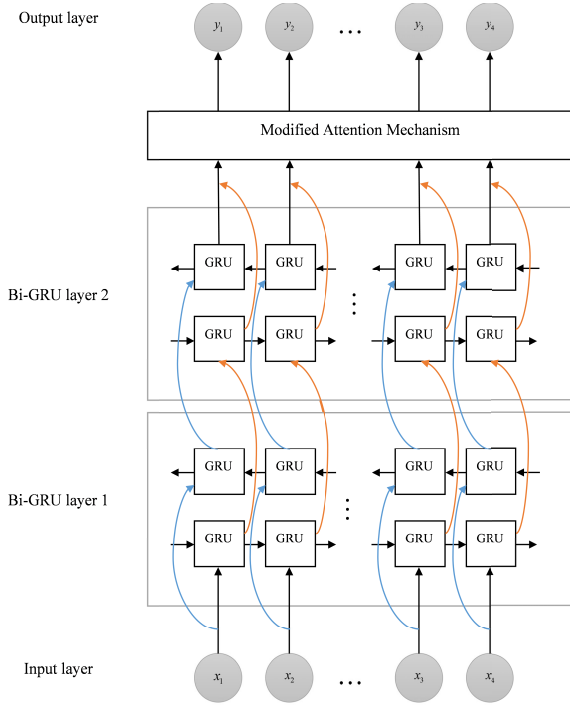 Output layer
y1 y2 ... y3 y4
Modified Attention Mechanism
GRU GRU GRU GRU
Bi-GRU layer 2
GRU GRU GRU GRU
GRU GRU GRU GRU
Bi-GRU layer 1
GRU GRU GRU GRU
Input layer
x1 x2 ... x3 x4